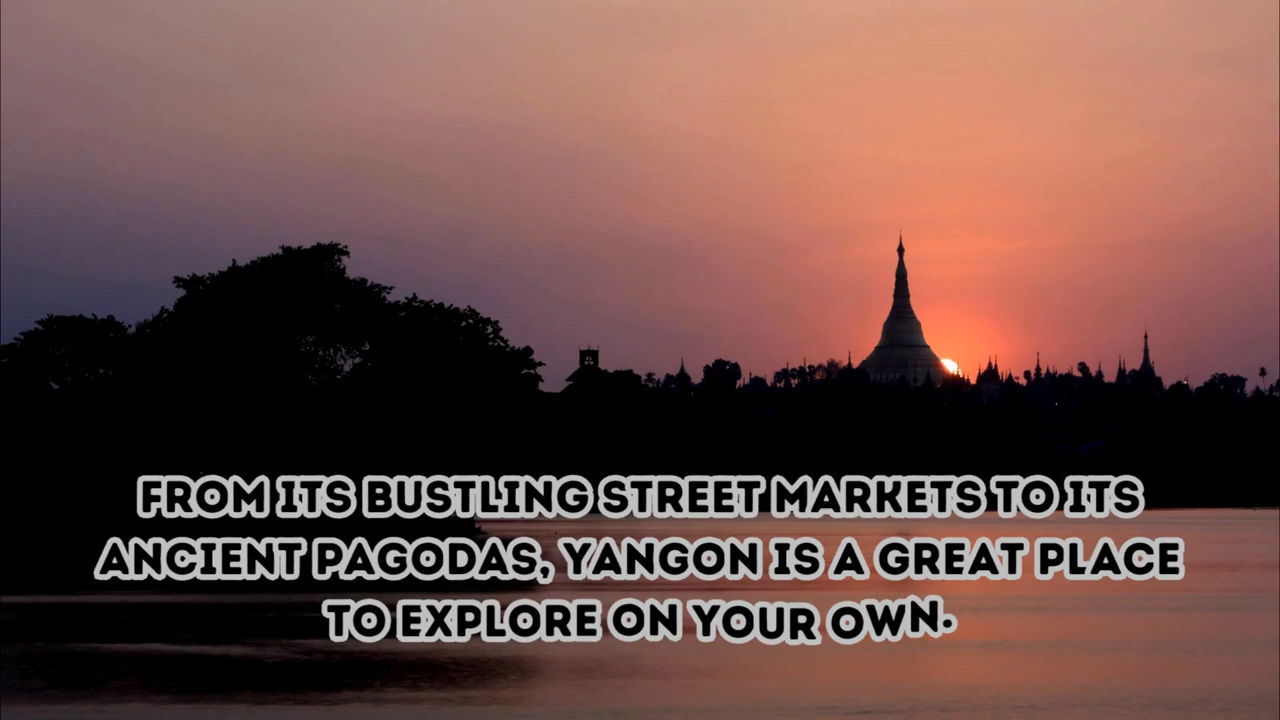 FROM ITS BUSTLING STREET MARKETS TO ITS
ANCIENT PAGODAS, YANGON IS A GREAT PLACE
TO EXPLORE ON YOUR OWN.